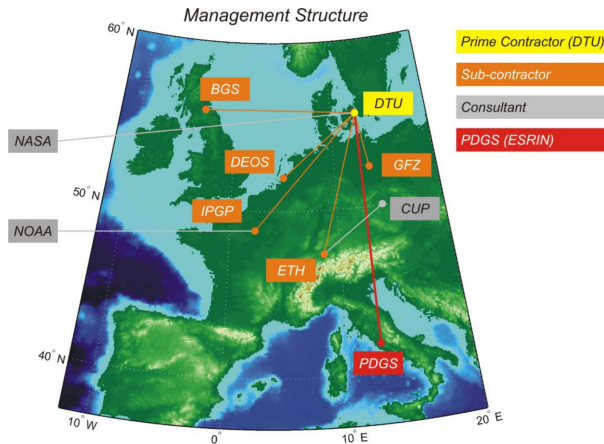 Management Structure
60° N
Prime Contractor (DTU)
Sub-contractor
Consultant
PDGS (ESRIN)
BGS
DTU
NASA
DEOS
GFZ
50° N
IPGP
CUP
NOAA
ETH
40° N
PDGS
10° W
0°
10° E
20° E